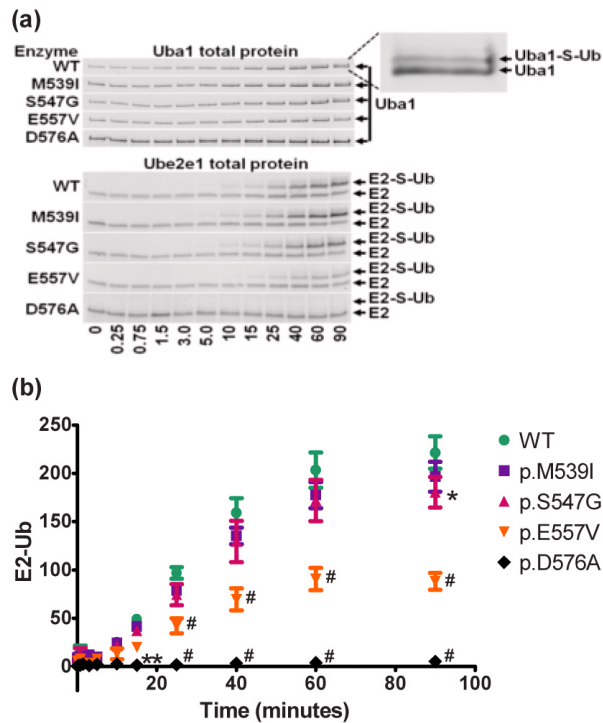 (a)
Enzyme Uba1 total protein
WT
M539I
S547G
E557V
D576A
Uba1
Uba1-S-Ub
Uba1
Ube2e1 total protein
WT E2-S-Ub
E2
M539I E2-S-Ub
E2
S547G E2-S-Ub
E2
E557V E2-S-Ub
E2
D576A E2-S-Ub
E2
0 0.25 0.75 1.5 3.0 5.0 10 15 25 40 60 90
(b)
E2-Ub
250
200
150
100
50
0
0 20 40 60 80 100
Time (minutes)
WT
p.M539I
p.S547G
p.E557V
p.D576A
*
# # # #
** # # # #